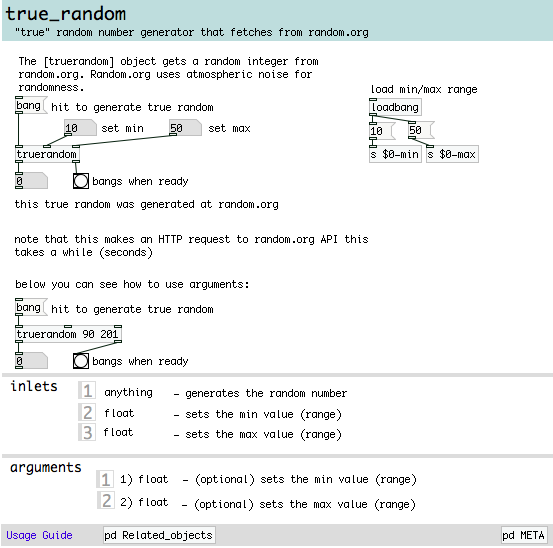 true_random
"true" random number generator that fetches from random.org
The [truerandom] object gets a random integer from
random.org. Random.org uses atmospheric noise for
randomness.
bang hit to generate true random
10 set min 50 set max
truerandom
0 bangs when ready
load min/max range
loadbang
10 50
s $0-min s $0-max
this true random was generated at random.org
note that this makes an HTTP request to random.org API this
takes a while (seconds)
below you can see how to use arguments:
bang hit to generate true random
truerandom 90 201
0 bangs when ready
inlets
1 anything - generates the random number
2 float - sets the min value (range)
3 float - sets the max value (range)
arguments
1 1) float - (optional) sets the min value (range)
2 2) float - (optional) sets the max value (range)
Usage Guide pd Related_objects pd META